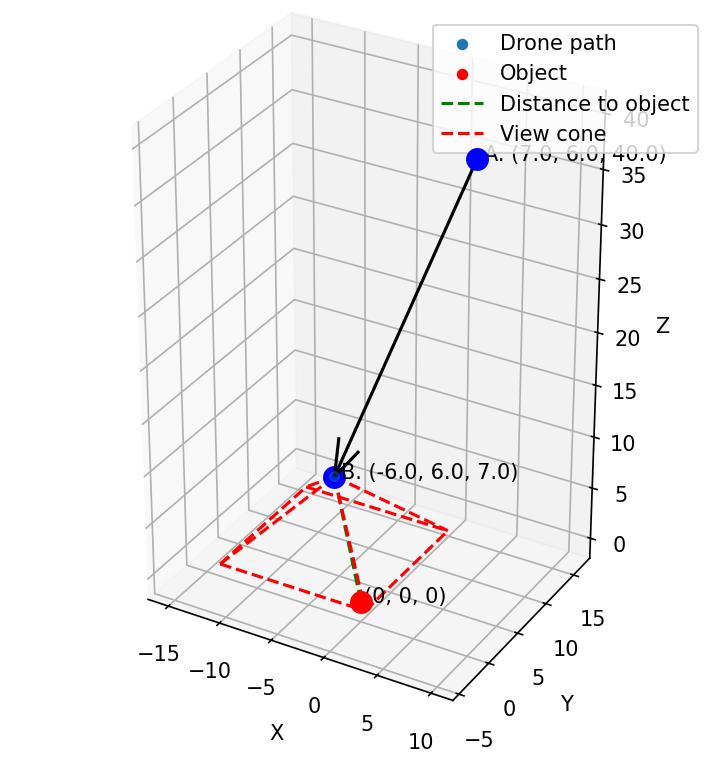 Drone path
Object
Distance to object
View cone
40
A. (7.0, 6.0, 40.0)
35
30
25
Z
20
15
10
B. (-6.0, 6.0, 7.0)
5
0
(0, 0, 0)
−15
−10
−5
0
5
10
X
15
10
5
0
−5
Y